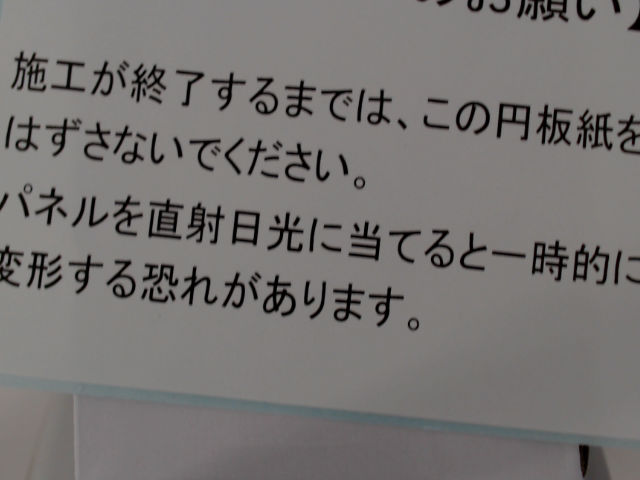 のお願い】
施工が終了するまでは、この円板紙を
はずさないでください。
パネルを直射日光に当てると一時的に
変形する恐れがあります。